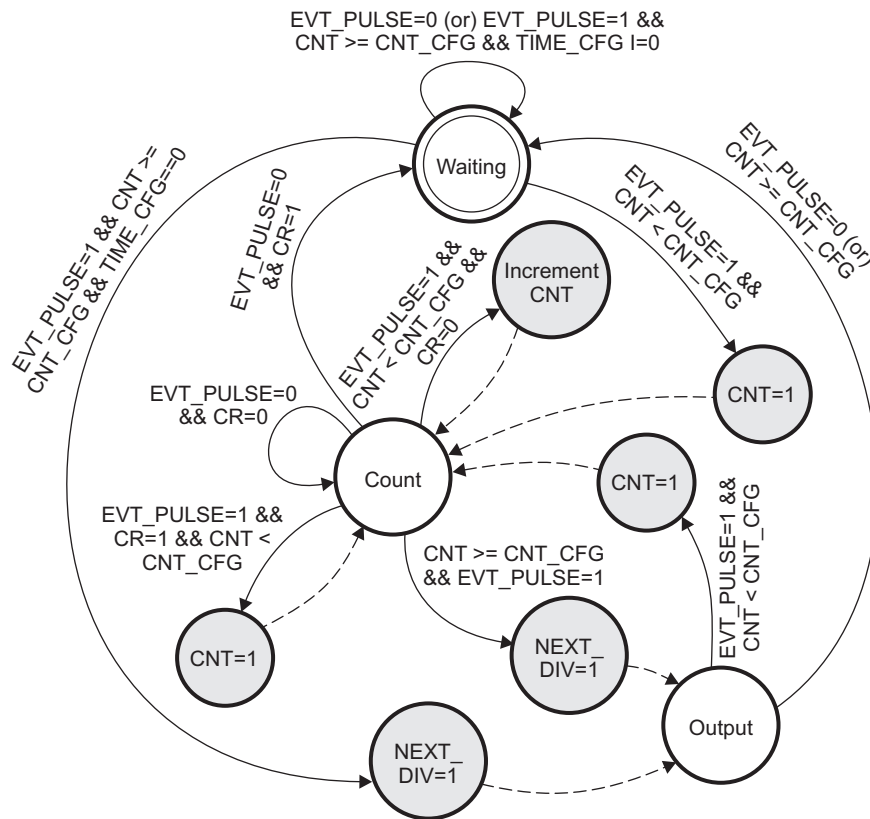 EVT_PULSE=0 (or) EVT_PULSE=1 &&
CNT >= CNT_CFG && TIME_CFG I=0
Waiting
EVT_PULSE=1 && CNT >=
CNT_CFG && TIME_CFG==0
EVT_PULSE=0
&& CR=1
EVT_PULSE=1 &&
CNT < CNT_CFG &&
CR=0
Increment
CNT
EVT_PULSE=1 &&
CNT < CNT_CFG
EVT_PULSE=0 (or)
CNT >= CNT_CFG
CNT=1
EVT_PULSE=0
&& CR=0
Count
CNT=1
EVT_PULSE=1 &&
CR=1 && CNT <
CNT_CFG
CNT >= CNT_CFG
&& EVT_PULSE=1
EVT_PULSE=1 &&
CNT < CNT_CFG
CNT=1
NEXT_
DIV=1
Output
NEXT_
DIV=1